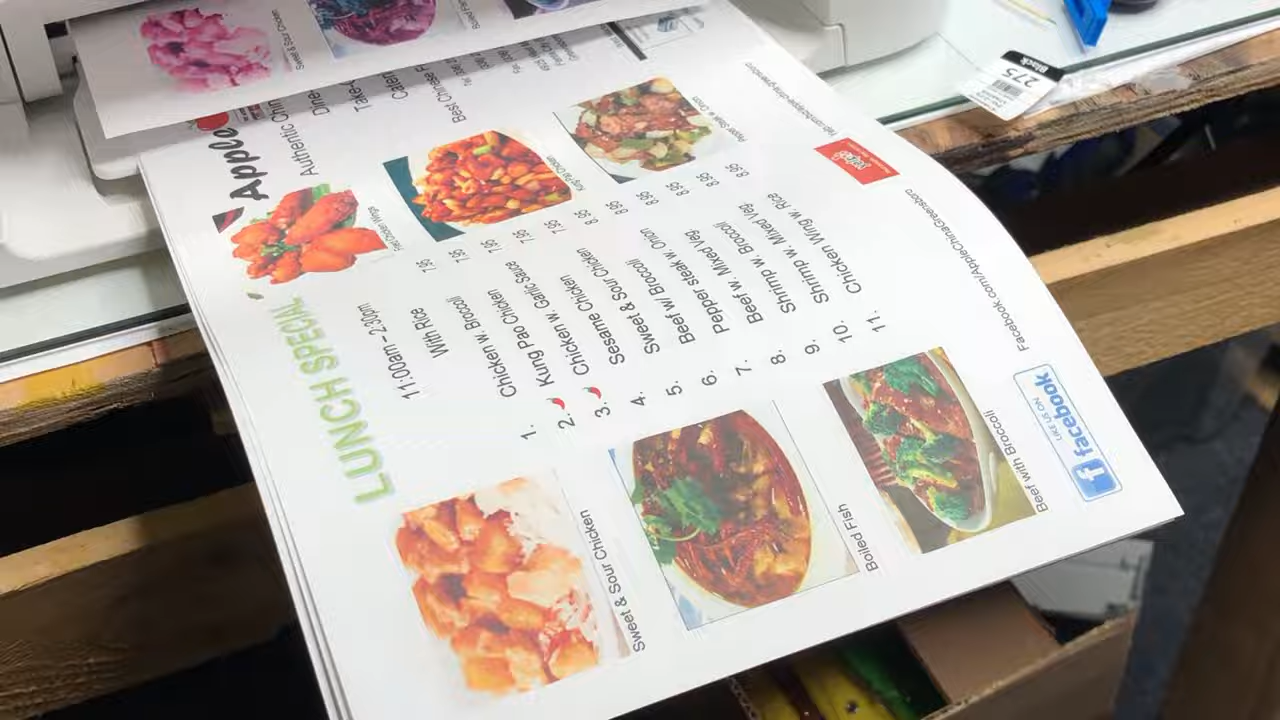 Sweet & Sour Chicken
'Apple
Authentic Chin
Dine-
Take-
Cater
Best Chinese F
LUNCH SPECIAL
11:00am – 2:30pm
With Rice
1. Chicken w. Broccoli 7.95
2. Kung Pao Chicken 7.95
3. Chicken w. Garlic Sauce 7.95
4. Sesame Chicken 7.95
5. Sweet & Sour Chicken 8.95
6. Beef w/ Broccoli 8.95
7. Pepper steak w. Onion 8.95
8. Beef w. Mixed Veg 8.95
9. Shrimp w. Broccoli 8.95
10. Shrimp w. Mixed Veg 8.95
11. Chicken Wing w. Rice
Sweet & Sour Chicken
Boiled Fish
Beef with Broccoli
yelp
Facebook.com/AppleChinaGreensboro
LIKE US ON
facebook
Black
275